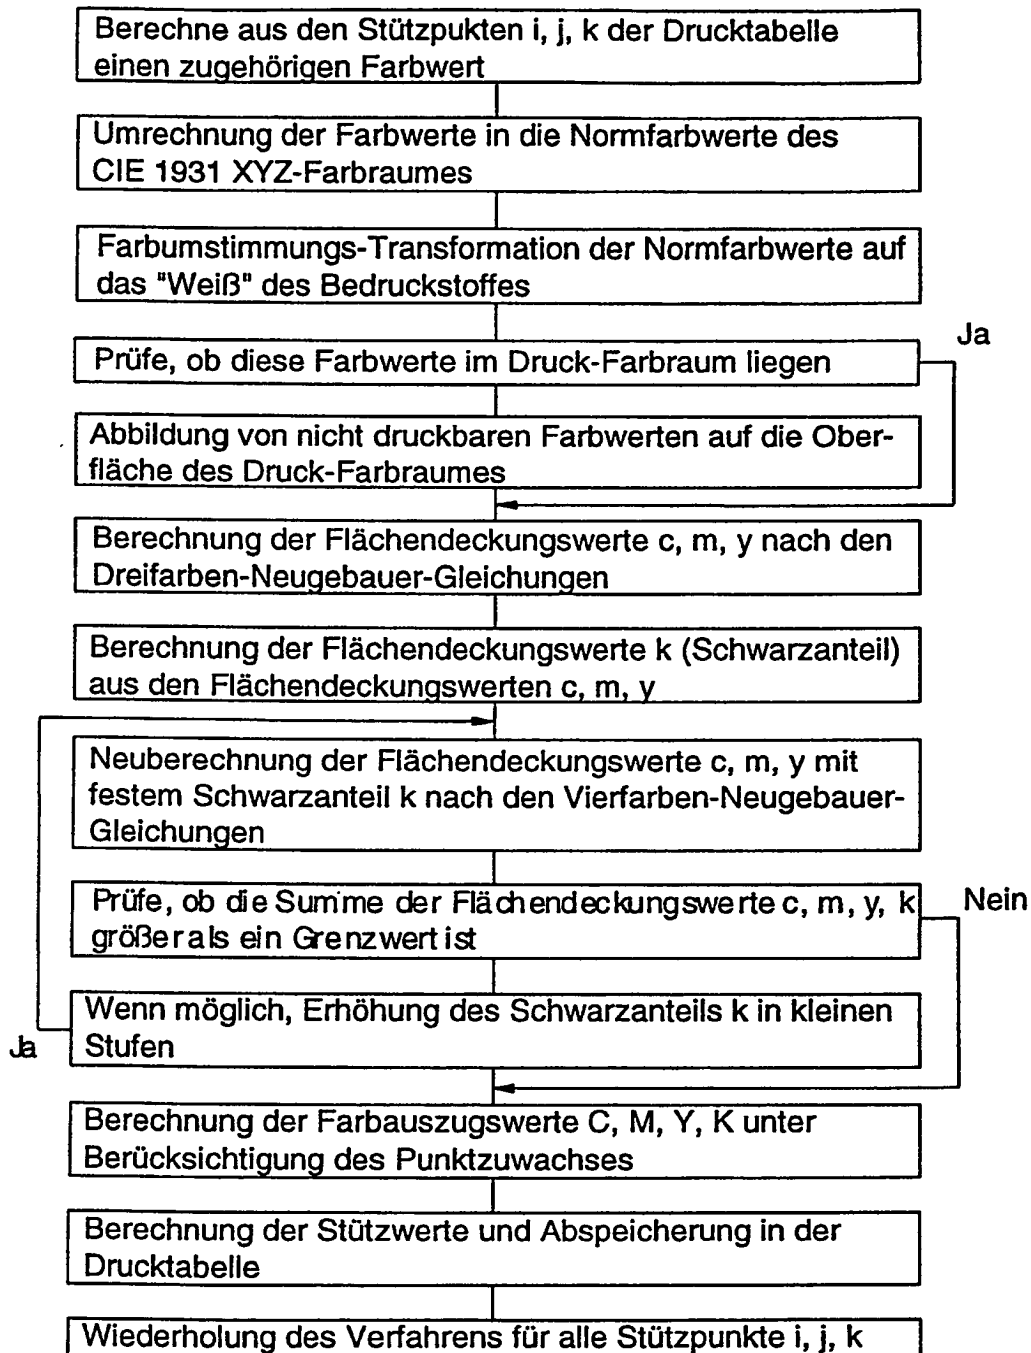 Berechne aus den Stützpukten i, j, k der Drucktabelle
einen zugehörigen Farbwert
Umrechnung der Farbwerte in die Normfarbwerte des
CIE 1931 XYZ-Farbraumes
Farbumstimmungs-Transformation der Normfarbwerte auf
das "Weiß" des Bedruckstoffes
Ja
Prüfe, ob diese Farbwerte im Druck-Farbraum liegen
Abbildung von nicht druckbaren Farbwerten auf die Ober-
fläche des Druck-Farbraumes
Berechnung der Flächendeckungswerte c, m, y nach den
Dreifarben-Neugebauer-Gleichungen
Berechnung der Flächendeckungswerte k (Schwarzanteil)
aus den Flächendeckungswerten c, m, y
Neuberechnung der Flächendeckungswerte c, m, y mit
festem Schwarzanteil k nach den Vierfarben-Neugebauer-
Gleichungen
Prüfe, ob die Summe der Flächendeckungswerte c, m, y, k
größer als ein Grenzwert ist
Nein
Wenn möglich, Erhöhung des Schwarzanteils k in kleinen
Stufen
Ja
Berechnung der Farbauszugswerte C, M, Y, K unter
Berücksichtigung des Punktzuwachses
Berechnung der Stützwerte und Abspeicherung in der
Drucktabelle
Wiederholung des Verfahrens für alle Stützpunkte i, j, k